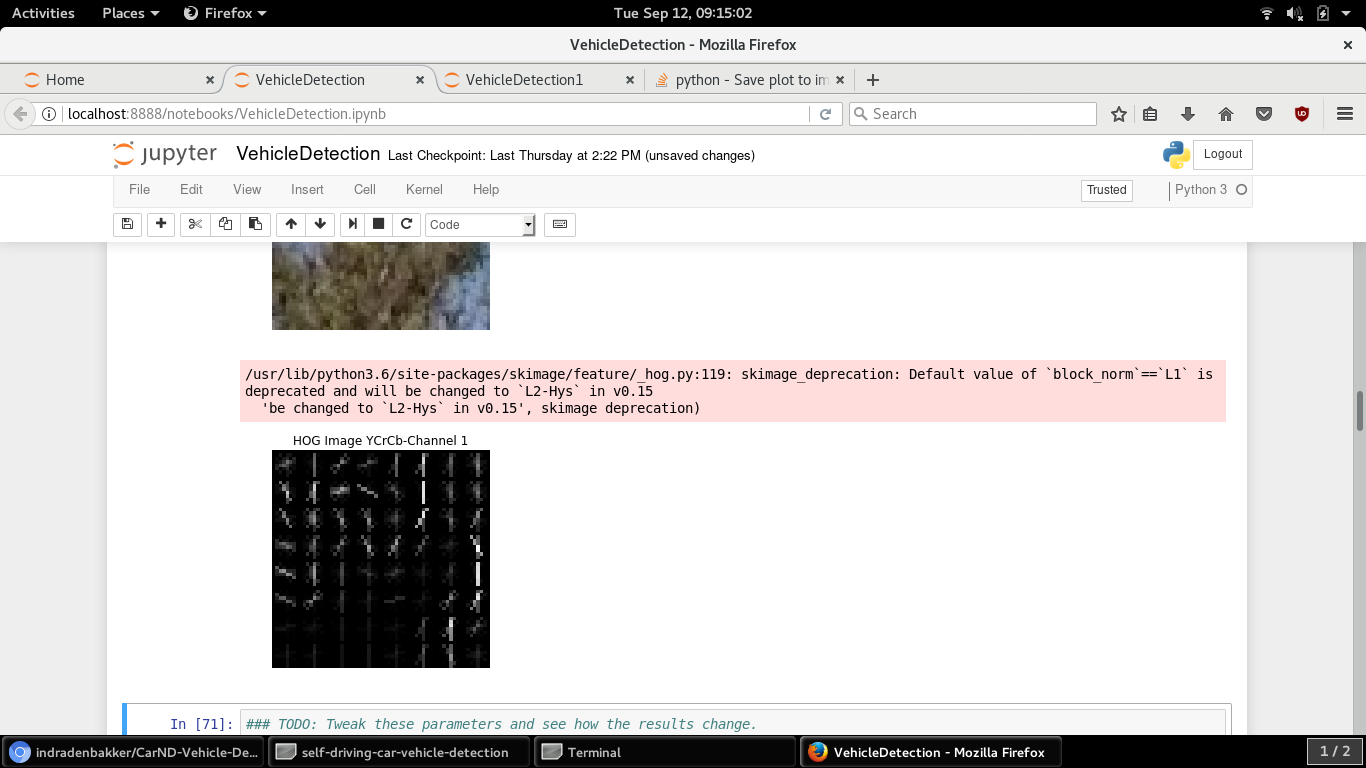 Activities Places Firefox Tue Sep 12, 09:15:02
VehicleDetection - Mozilla Firefox
Home VehicleDetection VehicleDetection1 python - Save plot to im
localhost:8888/notebooks/VehicleDetection.ipynb Search
jupyter VehicleDetection Last Checkpoint: Last Thursday at 2:22 PM (unsaved changes) Logout
File Edit View Insert Cell Kernel Help Trusted Python 3
Code
/usr/lib/python3.6/site-packages/skimage/feature/_hog.py:119: skimage_deprecation: Default value of `block_norm`==`L1` is
deprecated and will be changed to `L2-Hys` in v0.15
'be changed to `L2-Hys` in v0.15', skimage_deprecation)
HOG Image YCrCb-Channel 1
In [71]: ### TODO: Tweak these parameters and see how the results change.
indradenbakker/CarND-Vehicle-De... self-driving-car-vehicle-detection Terminal VehicleDetection - Mozilla Firefox 1 / 2